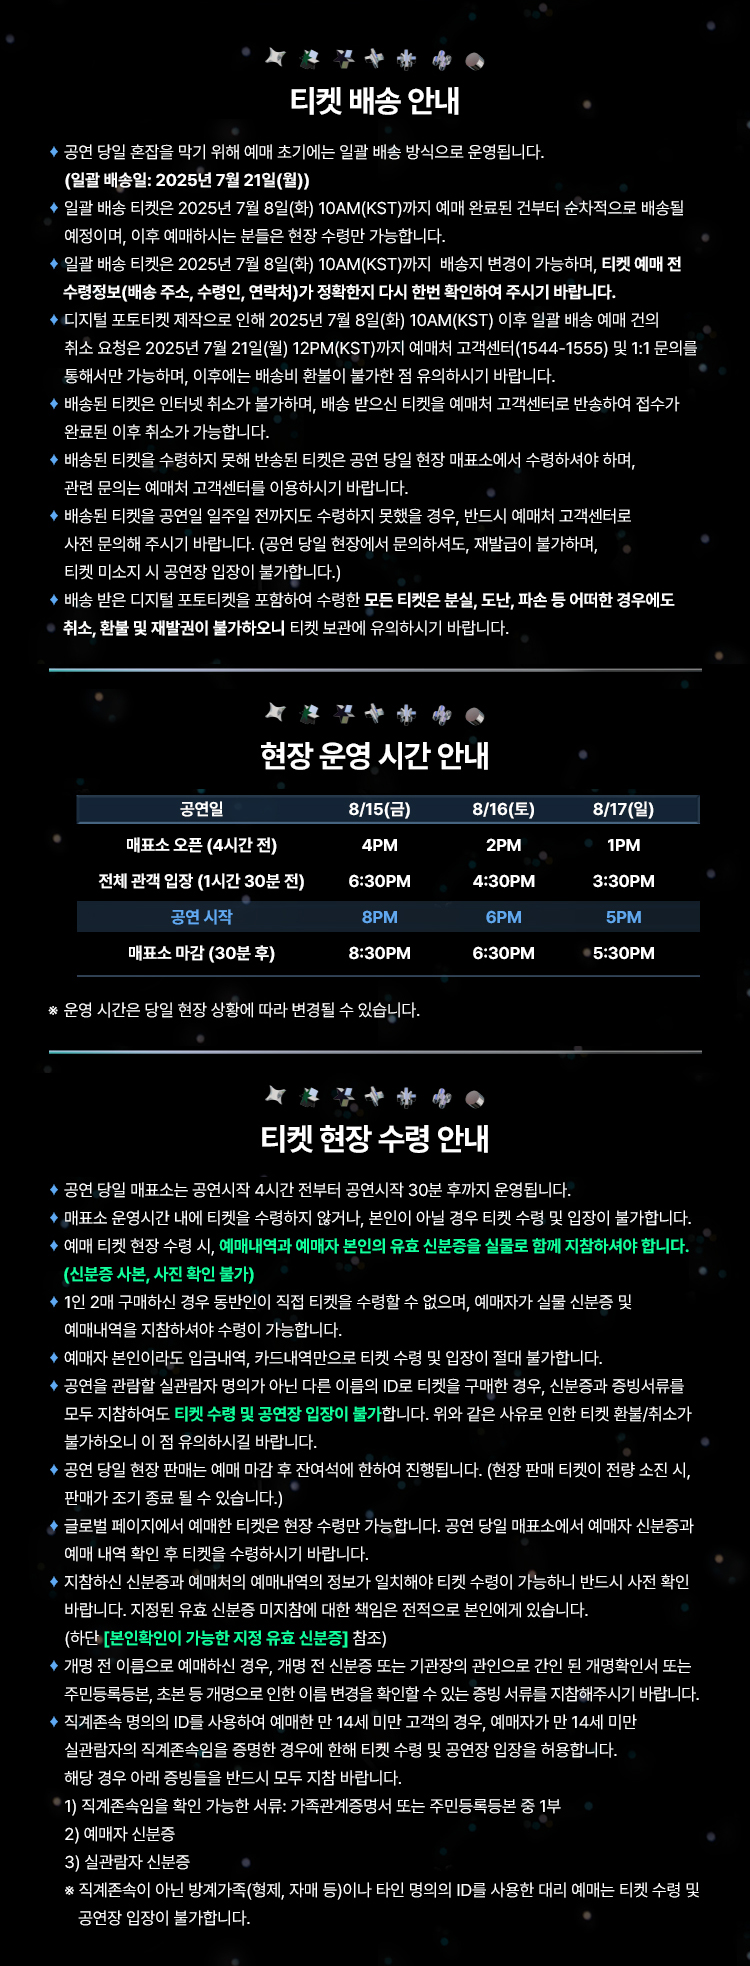 티켓 배송 안내
♦ 공연 당일 혼잡을 막기 위해 예매 초기에는 일괄 배송 방식으로 운영됩니다.
(일괄 배송일: 2025년 7월 21일(월))
♦ 일괄 배송 티켓은 2025년 7월 8일(화) 10AM(KST)까지 예매 완료된 건부터 순차적으로 배송될
예정이며, 이후 예매하시는 분들은 현장 수령만 가능합니다.
♦ 일괄 배송 티켓은 2025년 7월 8일(화) 10AM(KST)까지 배송지 변경이 가능하며, 티켓 예매 전
수령정보(배송 주소, 수령인, 연락처)가 정확한지 다시 한번 확인하여 주시기 바랍니다.
♦ 디지털 포토티켓 제작으로 인해 2025년 7월 8일(화) 10AM(KST) 이후 일괄 배송 예매 건의
취소 요청은 2025년 7월 21일(월) 12PM(KST)까지 예매처 고객센터(1544-1555) 및 1:1 문의를
통해서만 가능하며, 이후에는 배송비 환불이 불가한 점 유의하시기 바랍니다.
♦ 배송된 티켓은 인터넷 취소가 불가하며, 배송 받으신 티켓을 예매처 고객센터로 반송하여 접수가
완료된 이후 취소가 가능합니다.
♦ 배송된 티켓을 수령하지 못해 반송된 티켓은 공연 당일 현장 매표소에서 수령하셔야 하며,
관련 문의는 예매처 고객센터를 이용하시기 바랍니다.
♦ 배송된 티켓을 공연일 일주일 전까지도 수령하지 못했을 경우, 반드시 예매처 고객센터로
사전 문의해 주시기 바랍니다. (공연 당일 현장에서 문의하셔도, 재발급이 불가하며,
티켓 미소지 시 공연장 입장이 불가합니다.)
♦ 배송 받은 디지털 포토티켓을 포함하여 수령한 모든 티켓은 분실, 도난, 파손 등 어떠한 경우에도
취소, 환불 및 재발권이 불가하오니 티켓 보관에 유의하시기 바랍니다.
현장 운영 시간 안내
공연일 8/15(금) 8/16(토) 8/17(일)
매표소 오픈 (4시간 전) 4PM 2PM 1PM
전체 관객 입장 (1시간 30분 전) 6:30PM 4:30PM 3:30PM
공연 시작 8PM 6PM 5PM
매표소 마감 (30분 후) 8:30PM 6:30PM 5:30PM
※ 운영 시간은 당일 현장 상황에 따라 변경될 수 있습니다.
티켓 현장 수령 안내
♦ 공연 당일 매표소는 공연시작 4시간 전부터 공연시작 30분 후까지 운영됩니다.
♦ 매표소 운영시간 내에 티켓을 수령하지 않거나, 본인이 아닐 경우 티켓 수령 및 입장이 불가합니다.
♦ 예매 티켓 현장 수령 시, 예매내역과 예매자 본인의 유효 신분증을 실물로 함께 지참하셔야 합니다.
(신분증 사본, 사진 확인 불가)
♦ 1인 2매 구매하신 경우 동반인이 직접 티켓을 수령할 수 없으며, 예매자가 실물 신분증 및
예매내역을 지참하셔야 수령이 가능합니다.
♦ 예매자 본인이라도 입금내역, 카드내역만으로 티켓 수령 및 입장이 절대 불가합니다.
♦ 공연을 관람할 실관람자 명의가 아닌 다른 이름의 ID로 티켓을 구매한 경우, 신분증과 증빙서류를
모두 지참하여도 티켓 수령 및 공연장 입장이 불가합니다. 위와 같은 사유로 인한 티켓 환불/취소가
불가하오니 이 점 유의하시길 바랍니다.
♦ 공연 당일 현장 판매는 예매 마감 후 잔여석에 한하여 진행됩니다. (현장 판매 티켓이 전량 소진 시,
판매가 조기 종료 될 수 있습니다.)
♦ 글로벌 페이지에서 예매한 티켓은 현장 수령만 가능합니다. 공연 당일 매표소에서 예매자 신분증과
예매 내역 확인 후 티켓을 수령하시기 바랍니다.
♦ 지참하신 신분증과 예매처의 예매내역의 정보가 일치해야 티켓 수령이 가능하니 반드시 사전 확인
바랍니다. 지정된 유효 신분증 미지참에 대한 책임은 전적으로 본인에게 있습니다.
(하단 [본인확인이 가능한 지정 유효 신분증] 참조)
♦ 개명 전 이름으로 예매하신 경우, 개명 전 신분증 또는 기관장의 관인으로 간인 된 개명확인서 또는
주민등록등본, 초본 등 개명으로 인한 이름 변경을 확인할 수 있는 증빙 서류를 지참해주시기 바랍니다.
♦ 직계존속 명의의 ID를 사용하여 예매한 만 14세 미만 고객의 경우, 예매자가 만 14세 미만
실관람자의 직계존속임을 증명한 경우에 한해 티켓 수령 및 공연장 입장을 허용합니다.
해당 경우 아래 증빙들을 반드시 모두 지참 바랍니다.
1) 직계존속임을 확인 가능한 서류: 가족관계증명서 또는 주민등록등본 중 1부
2) 예매자 신분증
3) 실관람자 신분증
※ 직계존속이 아닌 방계가족(형제, 자매 등)이나 타인 명의의 ID를 사용한 대리 예매는 티켓 수령 및
공연장 입장이 불가합니다.